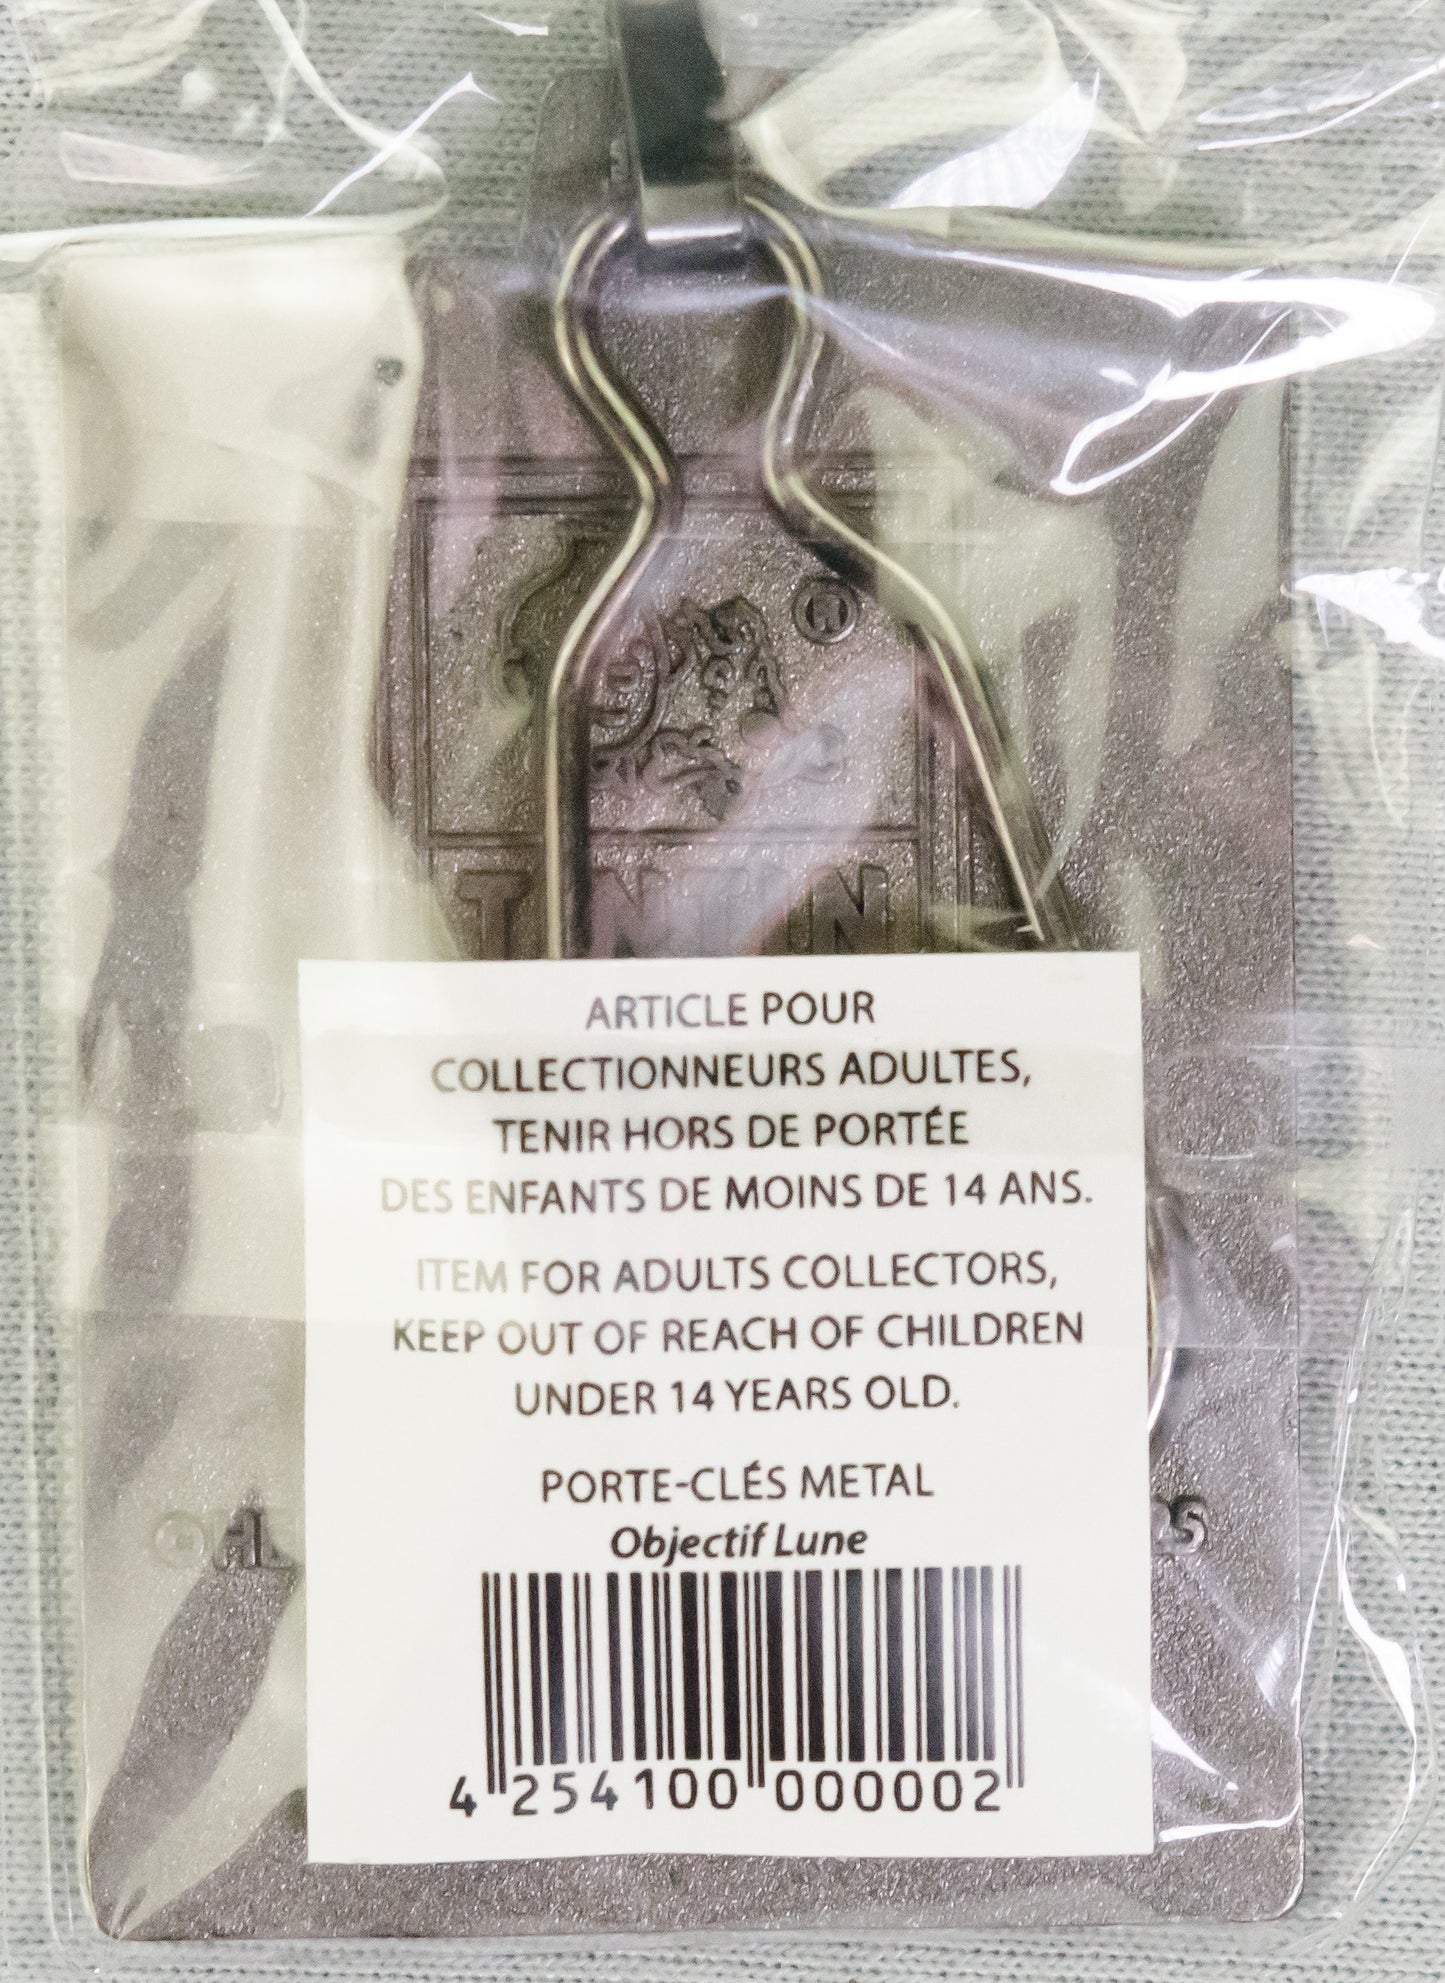 ®
TINTIN
ARTICLE POUR
COLLECTIONNEURS ADULTES,
TENIR HORS DE PORTÉE
DES ENFANTS DE MOINS DE 14 ANS.
ITEM FOR ADULTS COLLECTORS,
KEEP OUT OF REACH OF CHILDREN
UNDER 14 YEARS OLD.
PORTE-CLÉS METAL
Objectif Lune
4 254100 000002